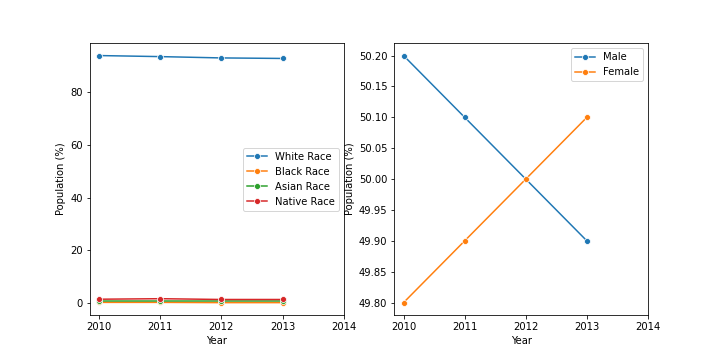 80
60
40
20
0
Population (%)
2010
2011
2012
2013
2014
Year
White Race
Black Race
Asian Race
Native Race
50.20
50.15
50.10
50.05
50.00
49.95
49.90
49.85
49.80
Population (%)
2010
2011
2012
2013
2014
Year
Male
Female